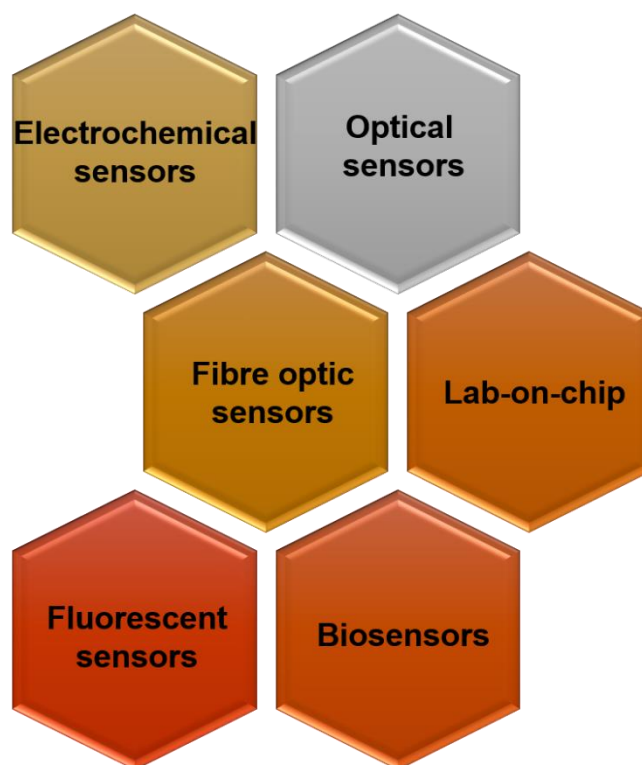 Electrochemical
sensors
Optical
sensors
Fibre optic
sensors
Lab-on-chip
Fluorescent
sensors
Biosensors